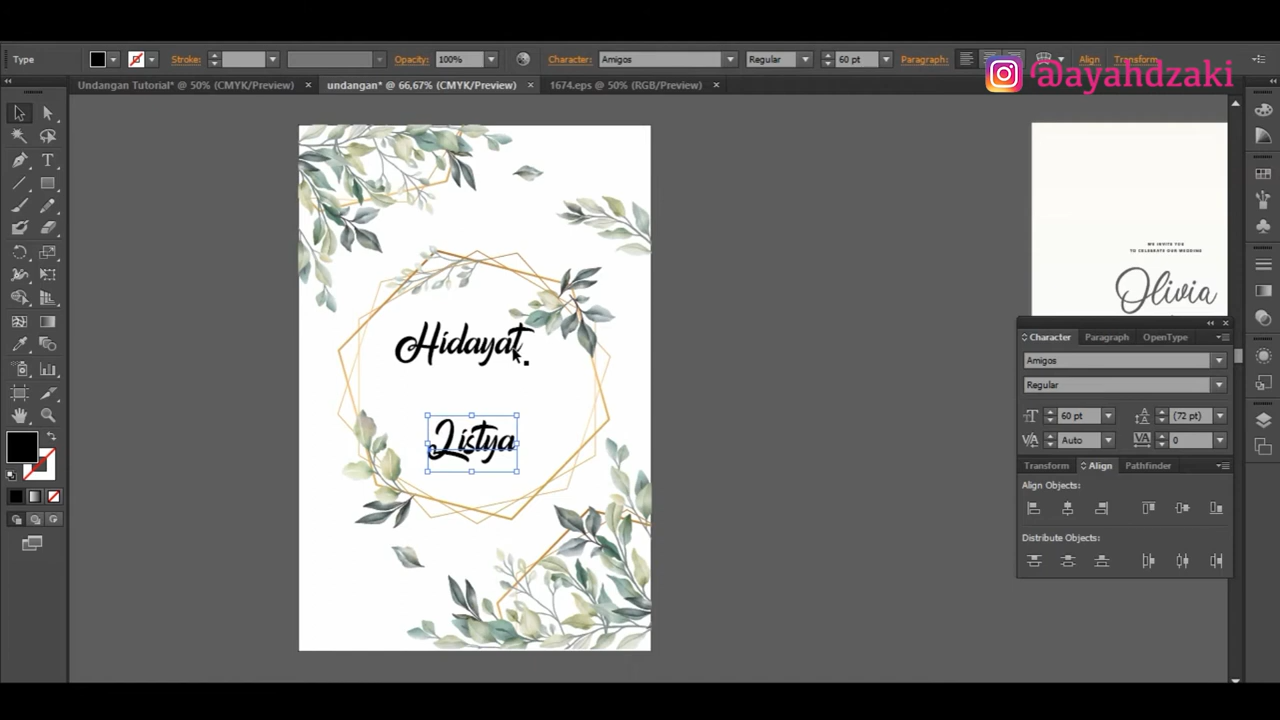 Type
Stroke:
Opacity:
100%
Character:
Amigos
Regular
60 pt
Paragraph:
Align
Transform
@ayahdzaki
Undangan Tutorial* @ 50% (CMYK/Preview)
undangan* @ 66,67% (CMYK/Preview)
1674.eps @ 50% (RGB/Preview)
WE INVITE YOU
TO CELEBRATE OUR WEDDING
Olivia
Hidayat
Listya
Character
Paragraph
OpenType
Amigos
Regular
60 pt
(72 pt)
Auto
0
Transform
Align
Pathfinder
Align Objects:
Distribute Objects: